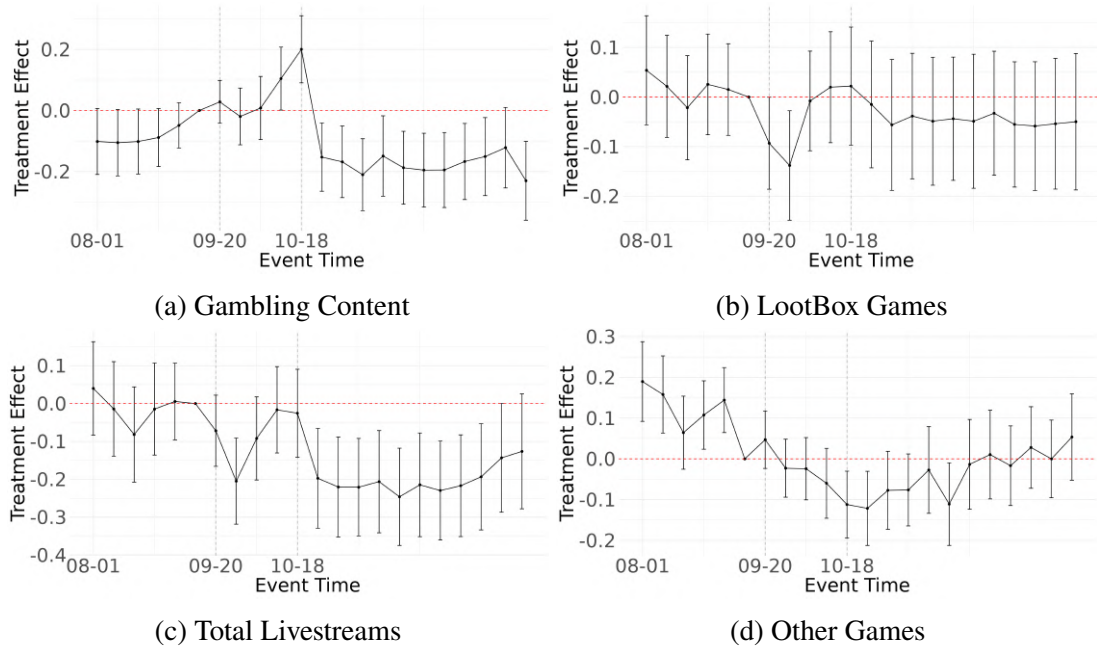 Treatment Effect
0.2
0.0
-0.2
08-01
09-20
10-18
Event Time
(a) Gambling Content
Treatment Effect
0.1
0.0
-0.1
-0.2
08-01
09-20
10-18
Event Time
(b) LootBox Games
Treatment Effect
0.1
0.0
-0.1
-0.2
-0.3
-0.4
08-01
09-20
10-18
Event Time
(c) Total Livestreams
Treatment Effect
0.3
0.2
0.1
0.0
-0.1
-0.2
08-01
09-20
10-18
Event Time
(d) Other Games